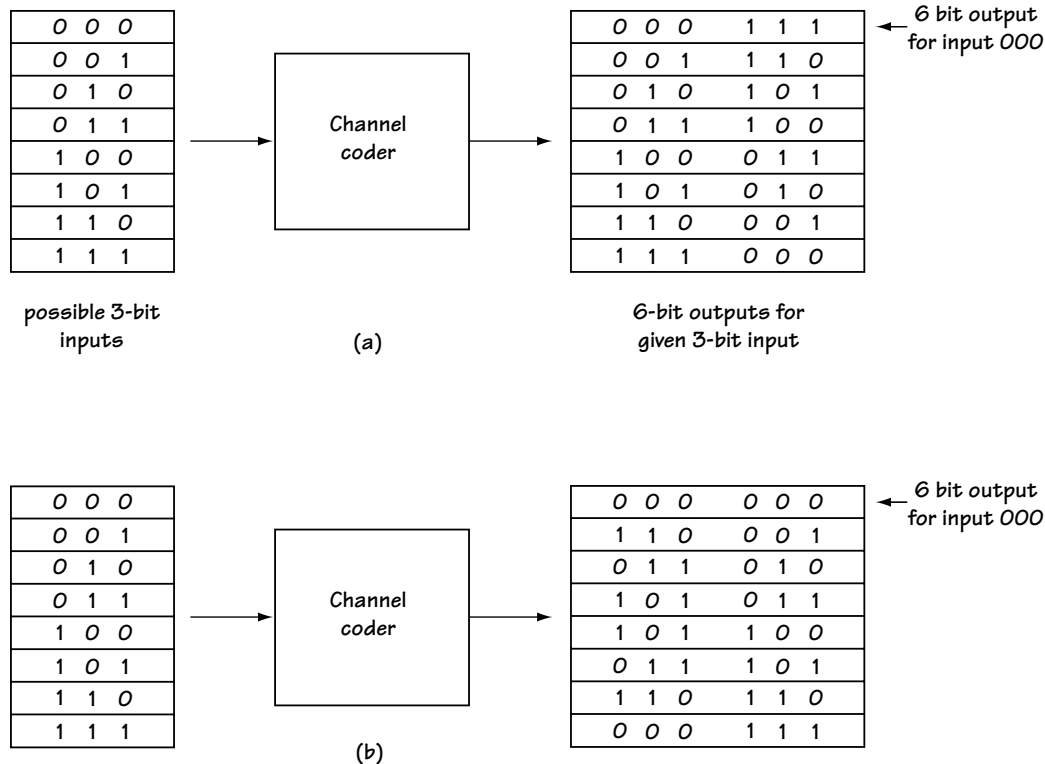 0 0 0
0 0 1
0 1 0
0 1 1
1 0 0
1 0 1
1 1 0
1 1 1
possible 3-bit
inputs
Channel
coder
(a)
0 0 0 1 1 1
0 0 1 1 1 0
0 1 0 1 0 1
0 1 1 1 0 0
1 0 0 0 1 1
1 0 1 0 1 0
1 1 0 0 0 1
1 1 1 0 0 0
6-bit outputs for
given 3-bit input
6 bit output
for input 000
0 0 0
0 0 1
0 1 0
0 1 1
1 0 0
1 0 1
1 1 0
1 1 1
Channel
coder
(b)
0 0 0 0 0 0
1 1 0 0 0 1
0 1 1 0 1 0
1 0 1 0 1 1
1 0 1 1 0 0
0 1 1 1 0 1
1 1 0 1 1 0
0 0 0 1 1 1
6 bit output
for input 000